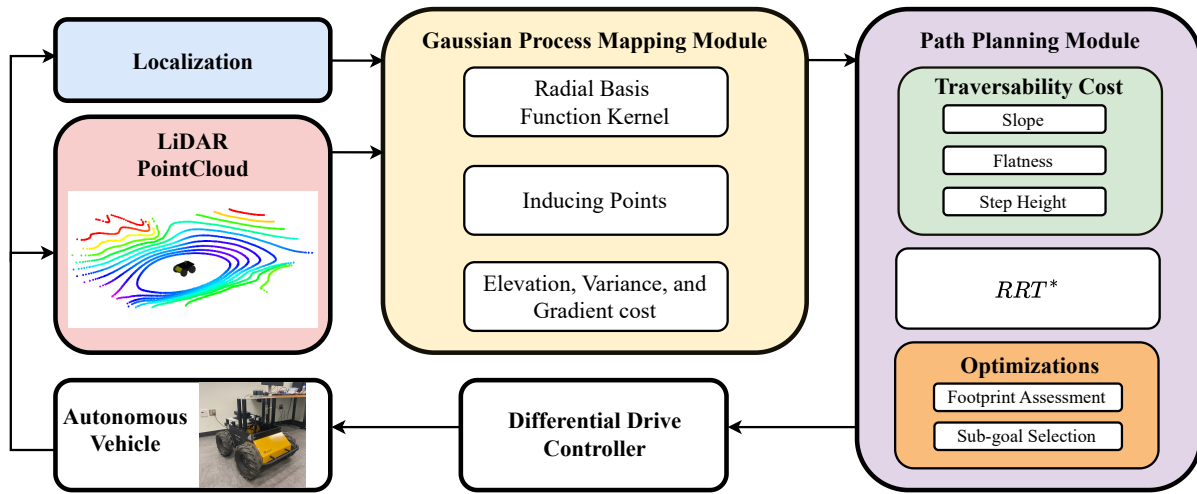 Localization
LiDAR
PointCloud
Autonomous
Vehicle
Gaussian Process Mapping Module
Radial Basis
Function Kernel
Inducing Points
Elevation, Variance, and
Gradient cost
Differential Drive
Controller
Path Planning Module
Traversability Cost
Slope
Flatness
Step Height
RRT*
Optimizations
Footprint Assessment
Sub-goal Selection